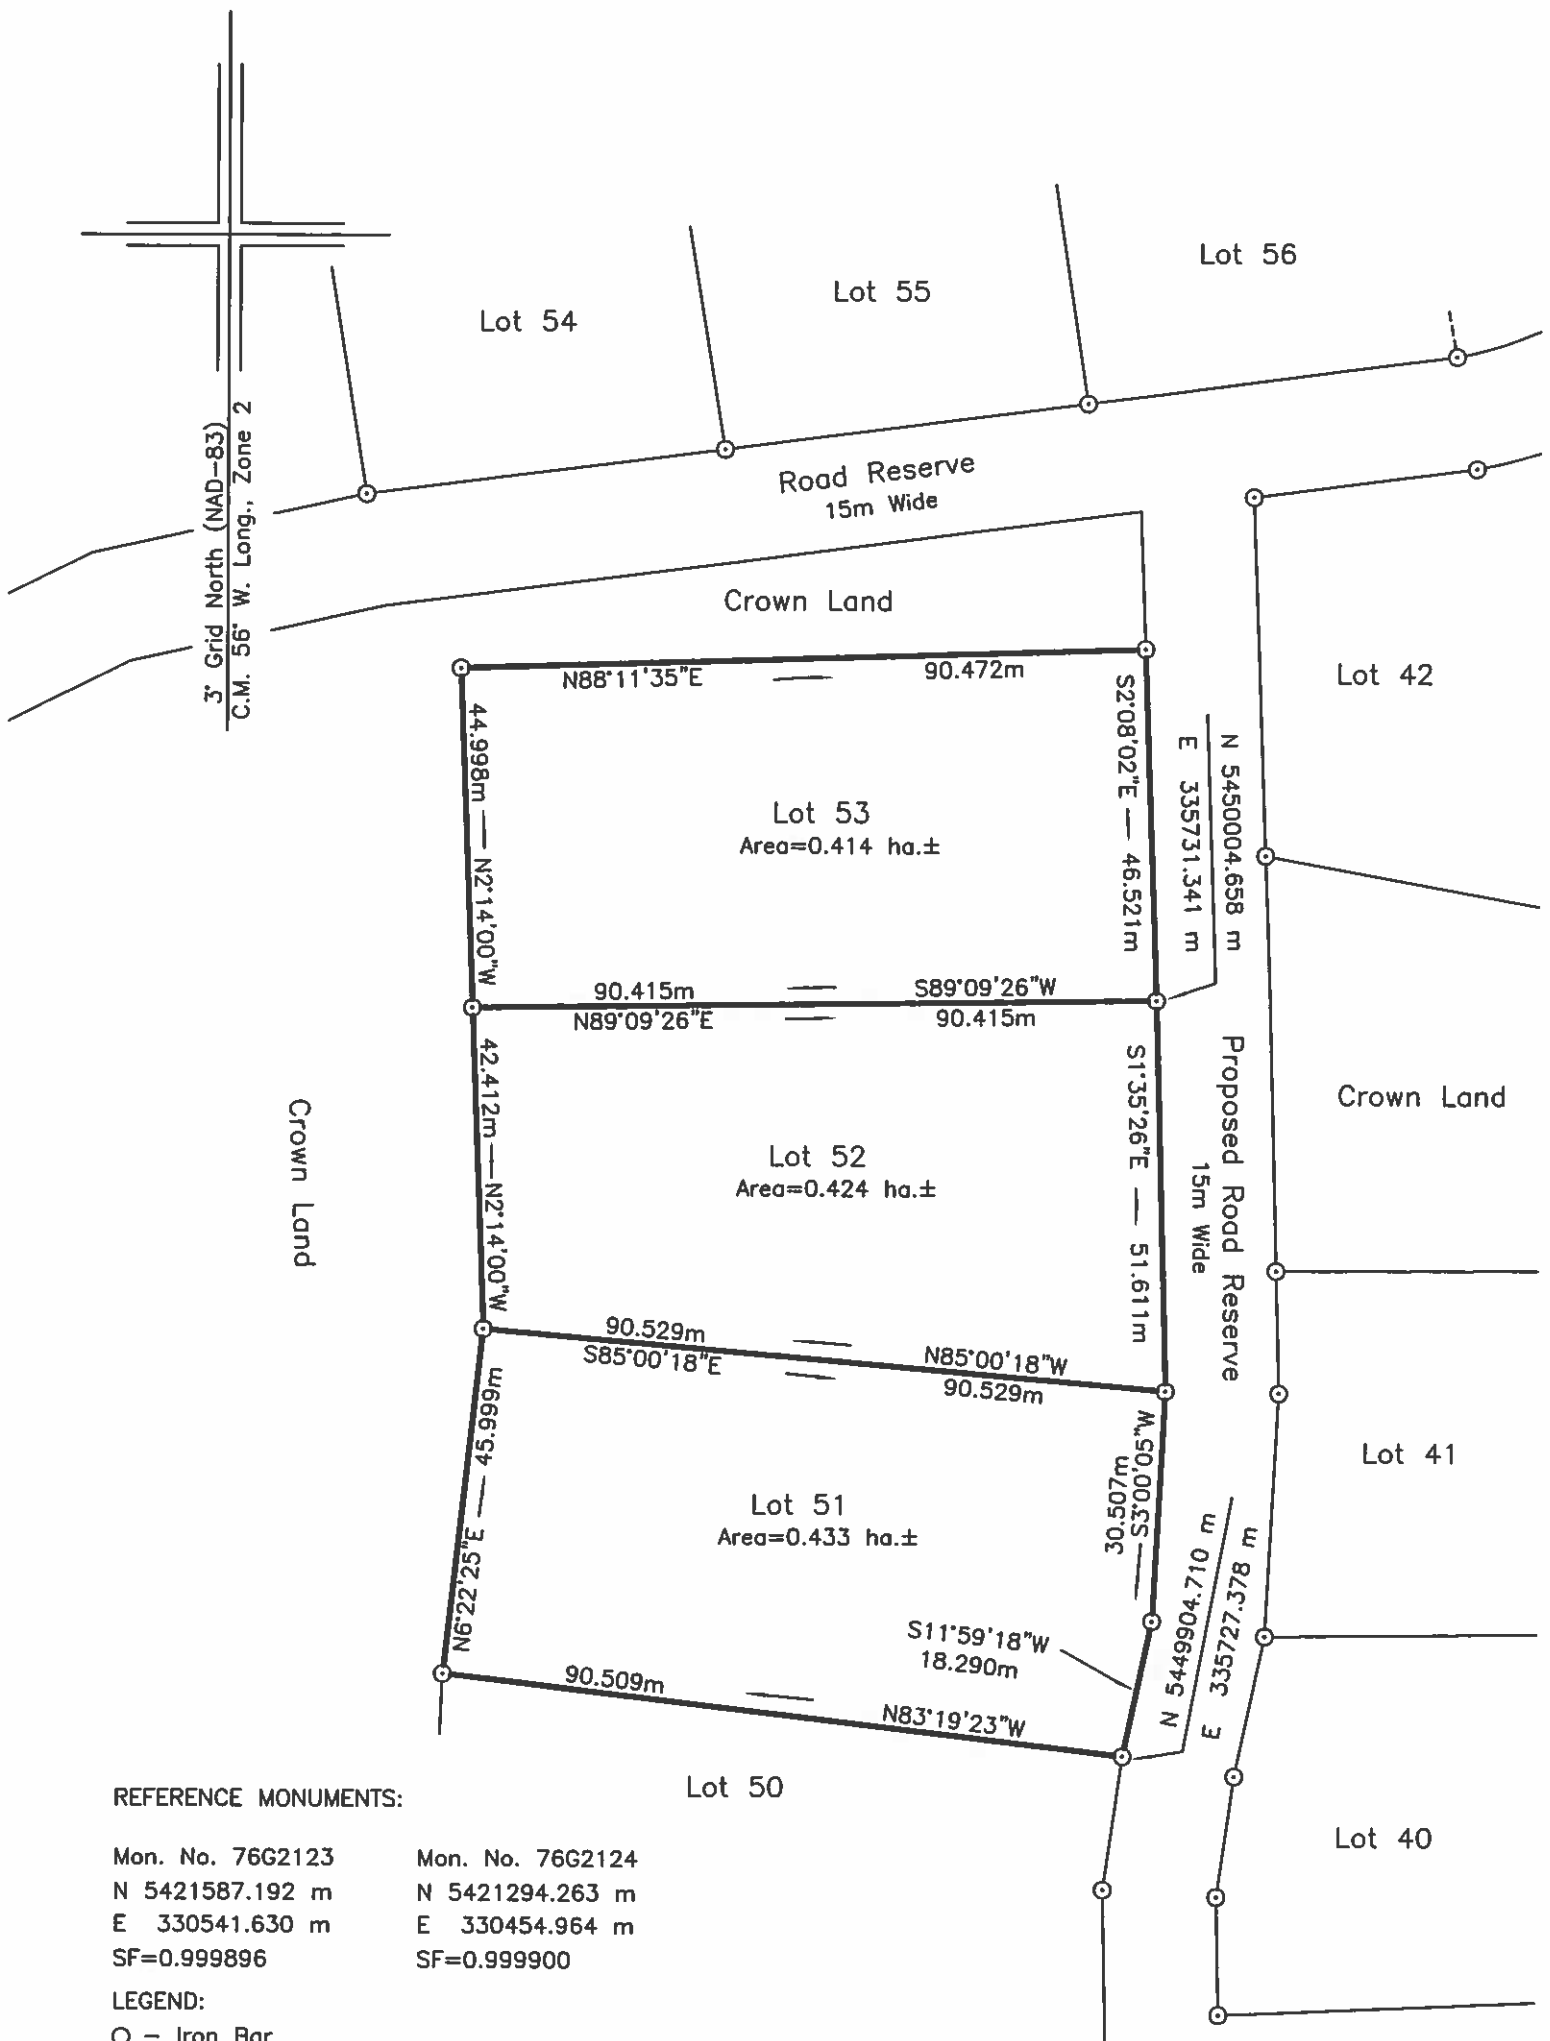 Lot 56
Lot 55
Lot 54
3° Grid North (NAD-83)
C.M. 56° W. Long., Zone 2
Road Reserve
15m Wide
Crown Land
N88°11'35"E
90.472m
Lot 42
S2°08'02"E — 46.521m
N 5450004.658 m
E 335731.341 m
44.998m — N2°14'00"W
Lot 53
Area=0.414 ha.±
90.415m
S89°09'26"W
N89°09'26"E
90.415m
42.412m — N2°14'00"W
S1°35'26"E — 51.611m
Proposed Road Reserve
15m Wide
Crown Land
Crown Land
Lot 52
Area=0.424 ha.±
90.529m
N85°00'18"W
S85°00'18"E
90.529m
N6°22'25"E — 45.999m
30.507m
S3°00'05"W
Lot 41
Lot 51
Area=0.433 ha.±
N 5449904.710 m
E 335727.378 m
S11°59'18"W
18.290m
90.509m
N83°19'23"W
Lot 50
Lot 40
REFERENCE MONUMENTS:
Mon. No. 76G2123
N 5421587.192 m
E 330541.630 m
SF=0.999896
Mon. No. 76G2124
N 5421294.263 m
E 330454.964 m
SF=0.999900
LEGEND:
O – Iron Bar